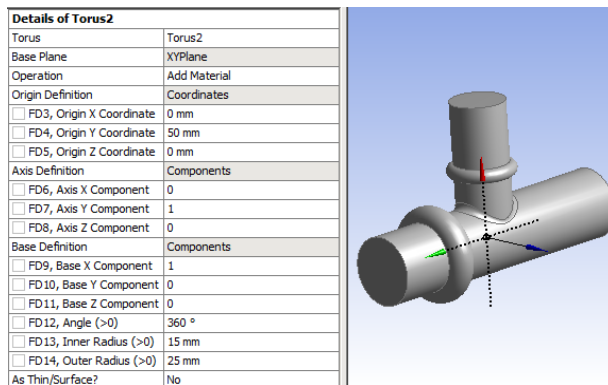 Details of Torus2
Torus Torus2
Base Plane XYPlane
Operation Add Material
Origin Definition Coordinates
FD3, Origin X Coordinate 0 mm
FD4, Origin Y Coordinate 50 mm
FD5, Origin Z Coordinate 0 mm
Axis Definition Components
FD6, Axis X Component 0
FD7, Axis Y Component 1
FD8, Axis Z Component 0
Base Definition Components
FD9, Base X Component 1
FD10, Base Y Component 0
FD11, Base Z Component 0
FD12, Angle (>0) 360 °
FD13, Inner Radius (>0) 15 mm
FD14, Outer Radius (>0) 25 mm
As Thin/Surface? No